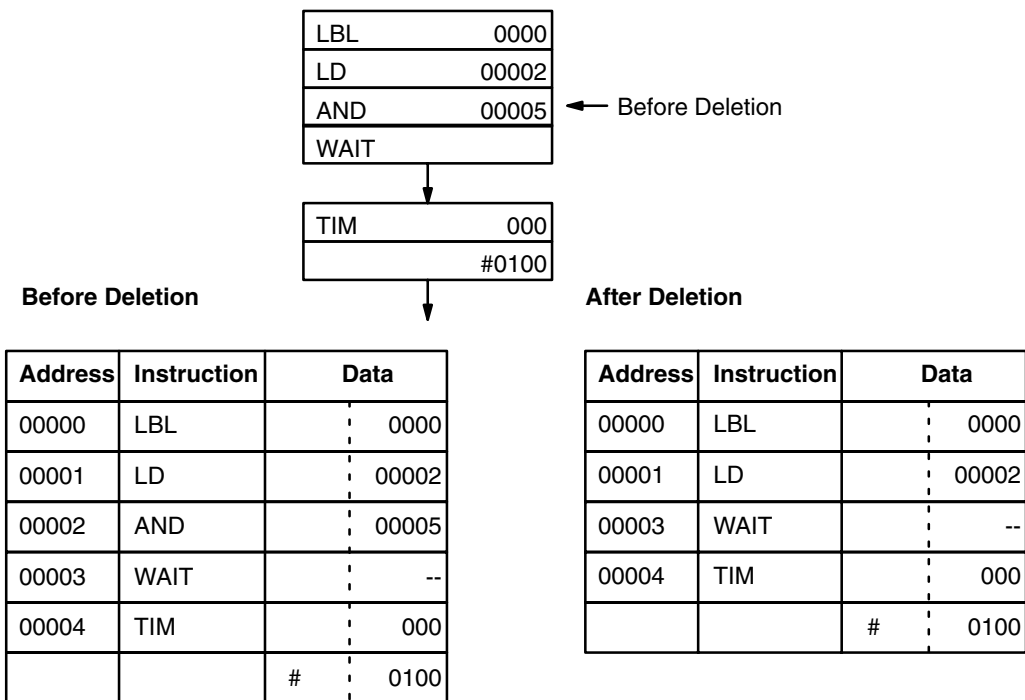 LBL 0000
LD 00002
AND 00005
Before Deletion
WAIT
TIM 000
#0100
Before Deletion
Address Instruction Data
00000 LBL 0000
00001 LD 00002
00002 AND 00005
00003 WAIT --
00004 TIM 000
# 0100
After Deletion
Address Instruction Data
00000 LBL 0000
00001 LD 00002
00003 WAIT --
00004 TIM 000
# 0100